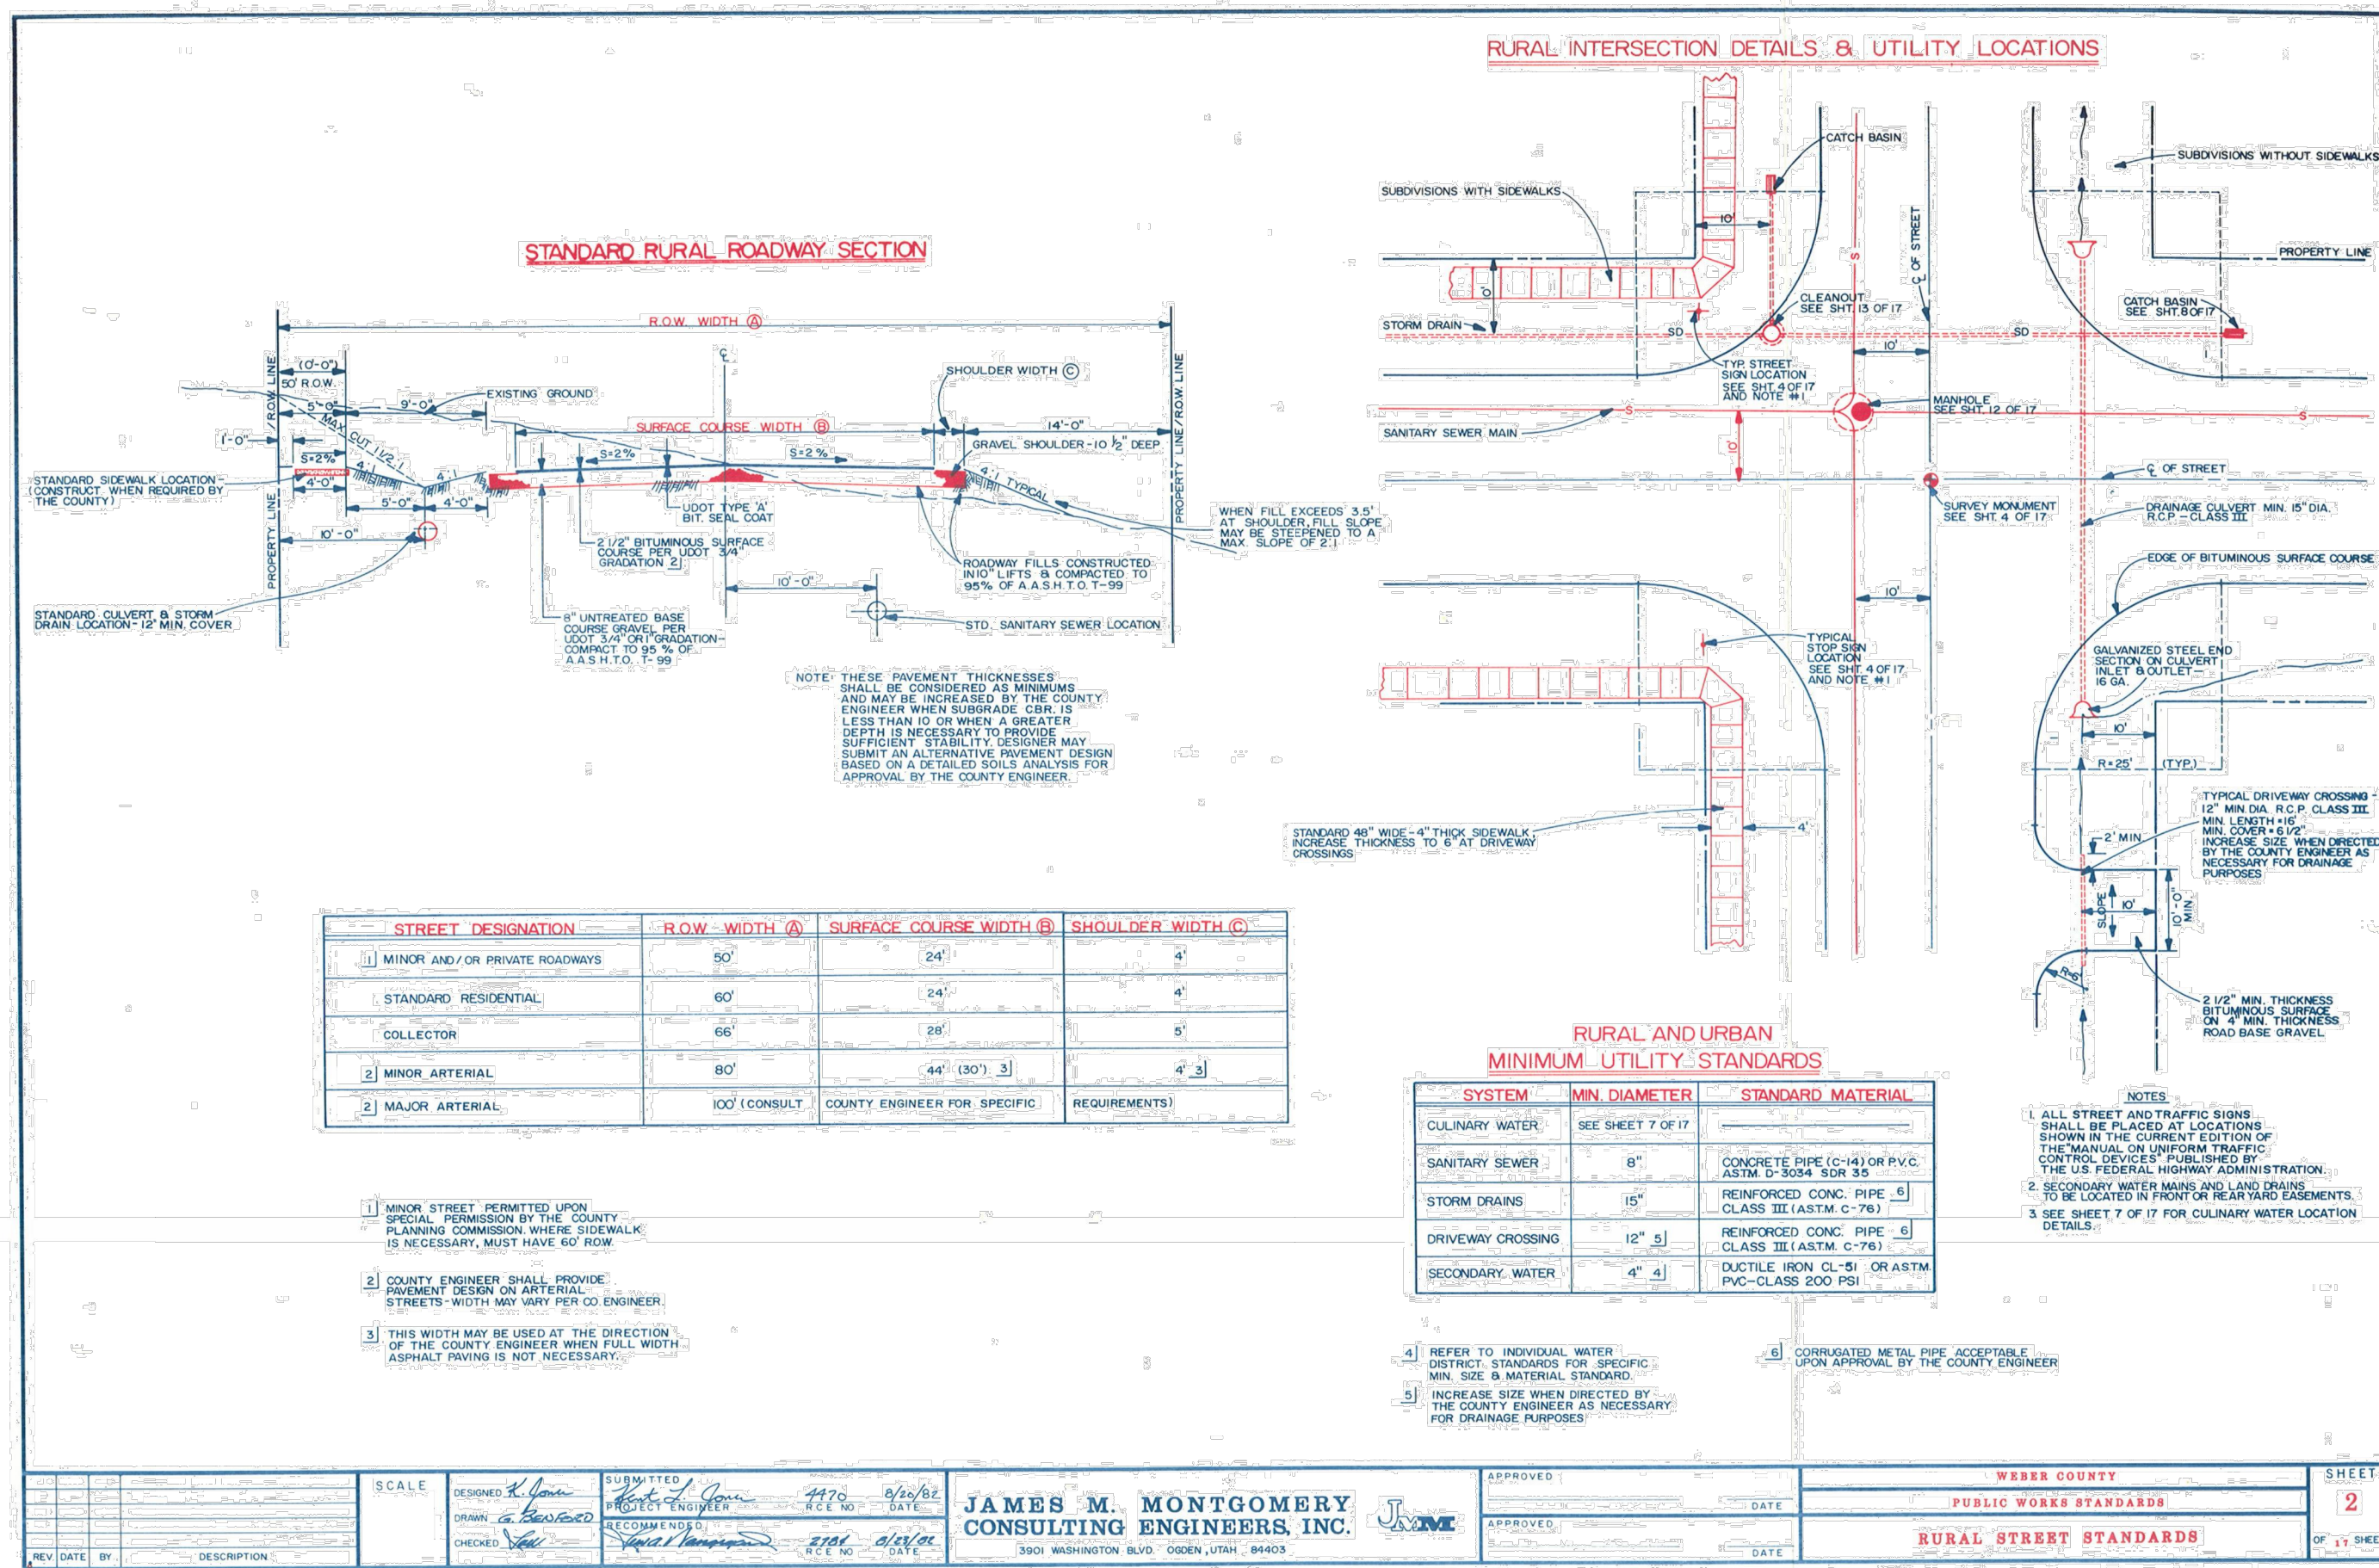 RURAL INTERSECTION DETAILS & UTILITY LOCATIONS
CATCH BASIN
SUBDIVISIONS WITHOUT SIDEWALKS
SUBDIVISIONS WITH SIDEWALKS
10'
℄ OF STREET
S
PROPERTY LINE
10'
CLEANOUT
SEE SHT. 13 OF 17
CATCH BASIN
SEE SHT. 8 OF 17
STORM DRAIN
SD
SD
10'
TYP. STREET
SIGN LOCATION
SEE SHT. 4 OF 17
AND NOTE #1
MANHOLE
SEE SHT. 12 OF 17
S
S
SANITARY SEWER MAIN
10'
℄ OF STREET
SURVEY MONUMENT
SEE SHT. 4 OF 17
DRAINAGE CULVERT MIN. 15" DIA.
R.C.P. - CLASS III
EDGE OF BITUMINOUS SURFACE COURSE
10'
TYPICAL
STOP SIGN
LOCATION
SEE SHT. 4 OF 17
AND NOTE #1
GALVANIZED STEEL END
SECTION ON CULVERT
INLET & OUTLET-
16 GA.
10'
R=25' (TYP.)
TYPICAL DRIVEWAY CROSSING -
12" MIN. DIA. R.C.P. CLASS III
MIN. LENGTH = 16'
MIN. COVER = 6 1/2"
INCREASE SIZE WHEN DIRECTED
BY THE COUNTY ENGINEER AS
NECESSARY FOR DRAINAGE
PURPOSES
2' MIN
STANDARD 48" WIDE-4" THICK SIDEWALK,
INCREASE THICKNESS TO 6" AT DRIVEWAY
CROSSINGS
4'
SLOPE
10'
10'-0"
MIN.
R=5'
2 1/2" MIN. THICKNESS
BITUMINOUS SURFACE
ON 4" MIN. THICKNESS
ROAD BASE GRAVEL
STANDARD RURAL ROADWAY SECTION
R.O.W. WIDTH Ⓐ
℄
PROPERTY LINE /R.O.W. LINE
PROPERTY LINE/R.O.W. LINE
(0'-0")
50' R.O.W.
5'-0"
9'-0"
EXISTING GROUND
SHOULDER WIDTH Ⓒ
MAX. CUT 1 1/2:1
SURFACE COURSE WIDTH Ⓑ
14'-0"
1'-0"
GRAVEL SHOULDER-10 1/2" DEEP
S=2%
S=2%
S=2%
4:1
4:1
4:1 TYPICAL
STANDARD SIDEWALK LOCATION-
(CONSTRUCT WHEN REQUIRED BY
THE COUNTY)
4'-0"
5'-0"
4'-0"
10'-0"
UDOT TYPE 'A'
BIT. SEAL COAT
WHEN FILL EXCEEDS 3.5'
AT SHOULDER, FILL SLOPE
MAY BE STEEPENED TO A
MAX. SLOPE OF 2:1
2 1/2" BITUMINOUS SURFACE
COURSE PER UDOT 3/4"
GRADATION 2
ROADWAY FILLS CONSTRUCTED
IN 10" LIFTS & COMPACTED TO
95% OF A.A.S.H.T.O. T-99
10'-0"
STANDARD CULVERT & STORM
DRAIN LOCATION-12" MIN. COVER
8" UNTREATED BASE
COURSE GRAVEL PER
UDOT 3/4" OR 1" GRADATION-
COMPACT TO 95 % OF
A.A.S.H.T.O. T-99
STD. SANITARY SEWER LOCATION
NOTE: THESE PAVEMENT THICKNESSES
SHALL BE CONSIDERED AS MINIMUMS
AND MAY BE INCREASED BY THE COUNTY
ENGINEER WHEN SUBGRADE C.B.R. IS
LESS THAN 10 OR WHEN A GREATER
DEPTH IS NECESSARY TO PROVIDE
SUFFICIENT STABILITY. DESIGNER MAY
SUBMIT AN ALTERNATIVE PAVEMENT DESIGN
BASED ON A DETAILED SOILS ANALYSIS FOR
APPROVAL BY THE COUNTY ENGINEER.
STREET DESIGNATION R.O.W. WIDTH Ⓐ SURFACE COURSE WIDTH Ⓑ SHOULDER WIDTH Ⓒ
1 MINOR AND/OR PRIVATE ROADWAYS 50' 24' 4'
STANDARD RESIDENTIAL 60' 24' 4'
COLLECTOR 66' 28' 5'
2 MINOR ARTERIAL 80' 44' (30') 3 4' 3
2 MAJOR ARTERIAL 100' (CONSULT COUNTY ENGINEER FOR SPECIFIC REQUIREMENTS)
1 MINOR STREET PERMITTED UPON
SPECIAL PERMISSION BY THE COUNTY
PLANNING COMMISSION. WHERE SIDEWALK
IS NECESSARY, MUST HAVE 60' R.O.W.
2 COUNTY ENGINEER SHALL PROVIDE
PAVEMENT DESIGN ON ARTERIAL
STREETS-WIDTH MAY VARY PER CO. ENGINEER.
3 THIS WIDTH MAY BE USED AT THE DIRECTION
OF THE COUNTY ENGINEER WHEN FULL WIDTH
ASPHALT PAVING IS NOT NECESSARY.
RURAL AND URBAN
MINIMUM UTILITY STANDARDS
SYSTEM MIN. DIAMETER STANDARD MATERIAL
CULINARY WATER SEE SHEET 7 OF 17
SANITARY SEWER 8" CONCRETE PIPE (C-14) OR P.V.C.
A.S.T.M. D-3034 SDR 35
STORM DRAINS 15" REINFORCED CONC. PIPE 6
CLASS III (A.S.T.M. C-76)
DRIVEWAY CROSSING 12" 5 REINFORCED CONC. PIPE 6
CLASS III (A.S.T.M. C-76)
SECONDARY WATER 4" 4 DUCTILE IRON CL-51 OR A.S.T.M.
PVC-CLASS 200 PSI
4 REFER TO INDIVIDUAL WATER
DISTRICT STANDARDS FOR SPECIFIC
MIN. SIZE & MATERIAL STANDARD.
5 INCREASE SIZE WHEN DIRECTED BY
THE COUNTY ENGINEER AS NECESSARY
FOR DRAINAGE PURPOSES
6 CORRUGATED METAL PIPE ACCEPTABLE
UPON APPROVAL BY THE COUNTY ENGINEER
NOTES
1. ALL STREET AND TRAFFIC SIGNS
SHALL BE PLACED AT LOCATIONS
SHOWN IN THE CURRENT EDITION OF
THE "MANUAL ON UNIFORM TRAFFIC
CONTROL DEVICES" PUBLISHED BY
THE U.S. FEDERAL HIGHWAY ADMINISTRATION.
2. SECONDARY WATER MAINS AND LAND DRAINS
TO BE LOCATED IN FRONT OR REAR YARD EASEMENTS.
3. SEE SHEET 7 OF 17 FOR CULINARY WATER LOCATION
DETAILS.
REV. DATE BY DESCRIPTION
SCALE
DESIGNED K. Jones
DRAWN G. BENFORD
CHECKED
SUBMITTED
Kent L. Jones 4470 8/20/82
PROJECT ENGINEER R.C.E. NO. DATE
RECOMMENDED
2784 8/23/82
R.C.E. NO. DATE
JAMES M. MONTGOMERY
CONSULTING ENGINEERS, INC.
3901 WASHINGTON BLVD. OGDEN, UTAH 84403
JMM
APPROVED
DATE
APPROVED
DATE
WEBER COUNTY
PUBLIC WORKS STANDARDS
RURAL STREET STANDARDS
SHEET
2
OF 17 SHEE